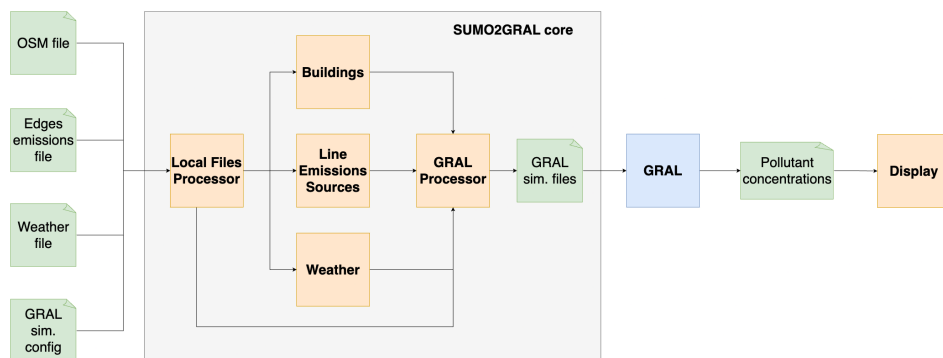 OSM file
Edges
emissions
file
Weather
file
GRAL
sim.
config
SUMO2GRAL core
Local Files
Processor
Buildings
Line
Emissions
Sources
Weather
GRAL
Processor
GRAL
sim. files
GRAL
Pollutant
concentrations
Display